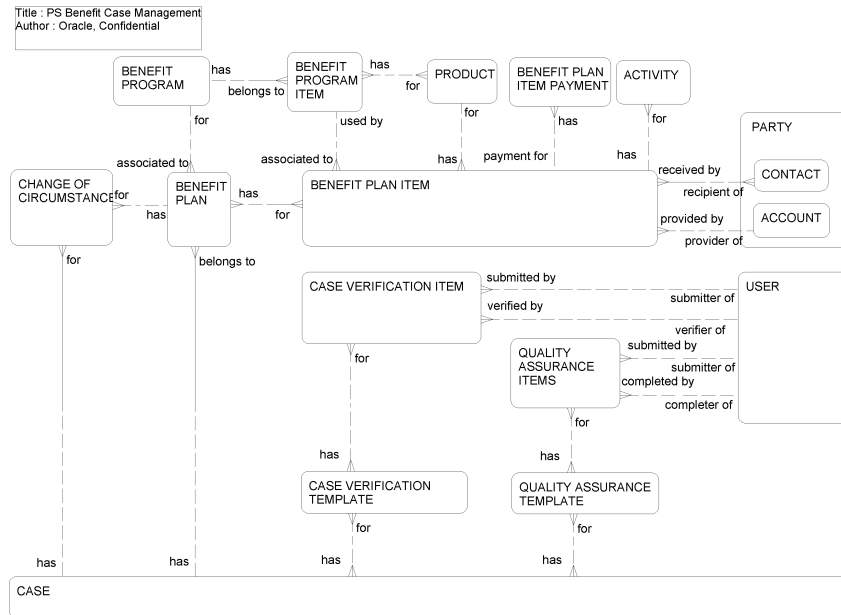 Title : PS Benefit Case Management
Author : Oracle, Confidential
BENEFIT
PROGRAM
has
belongs to
BENEFIT
PROGRAM
ITEM
has
for
PRODUCT
BENEFIT PLAN
ITEM PAYMENT
ACTIVITY
for
used by
for
has
for
PARTY
associated to
associated to
has
payment for
has
CHANGE OF
CIRCUMSTANCE
for
has
BENEFIT
PLAN
has
for
BENEFIT PLAN ITEM
received by
recipient of
CONTACT
provided by
provider of
ACCOUNT
for
belongs to
CASE VERIFICATION ITEM
submitted by
submitter of
verified by
verifier of
USER
QUALITY
ASSURANCE
ITEMS
submitted by
submitter of
completed by
completer of
for
for
has
has
CASE VERIFICATION
TEMPLATE
QUALITY ASSURANCE
TEMPLATE
for
for
has
has
has
has
CASE